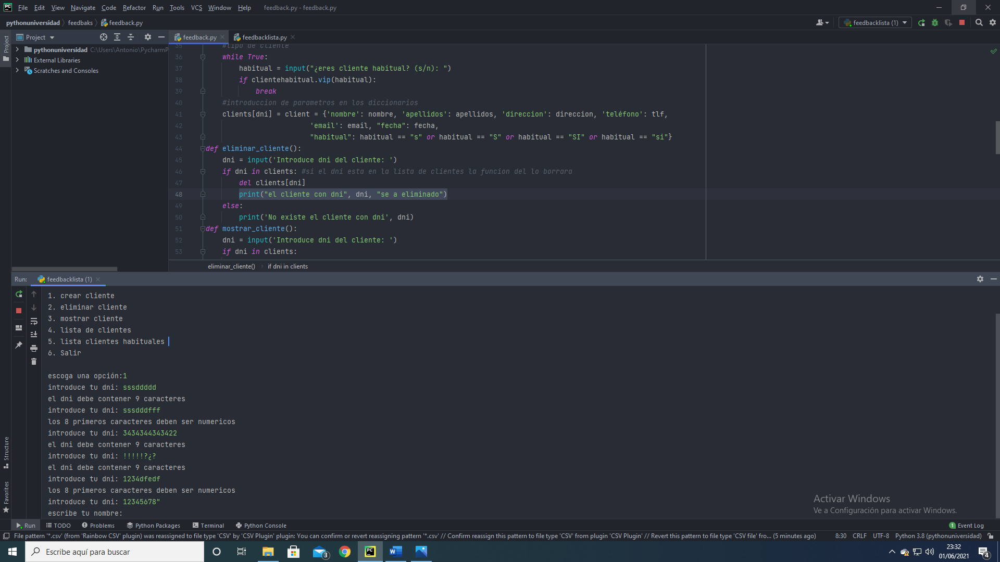 PC File Edit View Navigate Code Refactor Run Tools VCS Window Help feedback.py - feedback.py
pythonuniversidad feedbaks feedback.py feedbacklista (1)
Project Project feedback.py feedbacklista.py
pythonuniversidad C:\Users\Antonio\PycharmP
External Libraries
Scratches and Consoles
35 #tipo de cliente
36 while True:
37 habitual = input("¿eres cliente habitual? (s/n): ")
38 if clientehabitual.vip(habitual):
39 break
40 #introduccion de parametros en los diccionarios
41 clients[dni] = client = {'nombre': nombre, 'apellidos': apellidos, 'direccion': direccion, 'teléfono': tlf,
42 'email': email, "fecha": fecha,
43 "habitual": habitual == "s" or habitual == "S" or habitual == "SI" or habitual == "si"}
44 def eliminar_cliente():
45 dni = input('Introduce dni del cliente: ')
46 if dni in clients: #si el dni esta en la lista de clientes la funcion del lo borrara
47 del clients[dni]
48 print("el cliente con dni", dni, "se a eliminado")
49 else:
50 print('No existe el cliente con dni', dni)
51 def mostrar_cliente():
52 dni = input('Introduce dni del cliente: ')
53 if dni in clients:
eliminar_cliente() if dni in clients
Run: feedbacklista (1)
1. crear cliente
2. eliminar cliente
3. mostrar cliente
4. lista de clientes
5. lista clientes habituales
6. Salir
escoga una opción:1
introduce tu dni: sssddddd
el dni debe contener 9 caracteres
introduce tu dni: sssdddfff
los 8 primeros caracteres deben ser numericos
introduce tu dni: 3434344343422
el dni debe contener 9 caracteres
introduce tu dni: !!!!!?¿?
el dni debe contener 9 caracteres
introduce tu dni: 1234dfedf
los 8 primeros caracteres deben ser numericos
introduce tu dni: 12345678"
escribe tu nombre:
Structure
Favorites
Activar Windows
Ve a Configuración para activar Windows.
Run TODO Problems Python Packages Terminal Python Console 1 Event Log
File pattern '*.csv' (from 'Rainbow CSV' plugin) was reassigned to file type 'CSV' by 'CSV Plugin' plugin: You can confirm or revert reassigning pattern '*.csv' // Confirm reassign this pattern to file type 'CSV' from plugin 'CSV Plugin' // Revert this pattern to file type 'CSV file' fro... (5 minutes ago) 8:30 CRLF UTF-8 Python 3.8 (pythonuniversidad)
Escribe aquí para buscar 3 PC W 23:32
01/06/2021 4